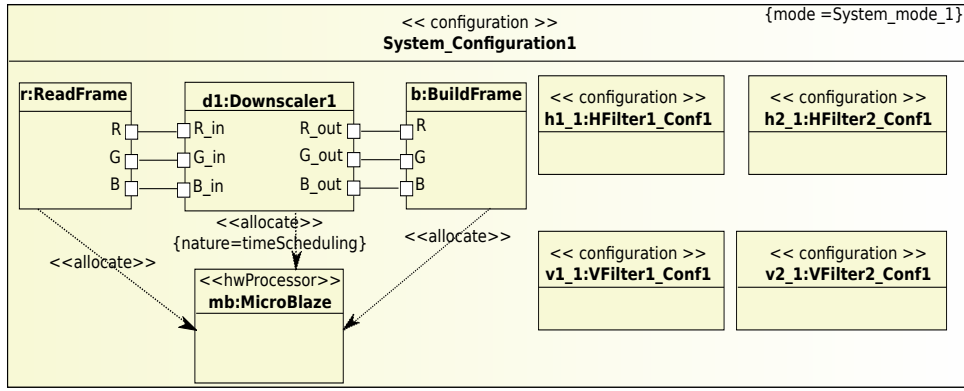 {mode =System_mode_1}
<< configuration >>
System_Configuration1
r:ReadFrame
R
G
B
d1:Downscaler1
R_in
G_in
B_in
R_out
G_out
B_out
b:BuildFrame
R
G
B
<< configuration >>
h1_1:HFilter1_Conf1
<< configuration >>
h2_1:HFilter2_Conf1
<<allocate>>
<<allocate>>
{nature=timeScheduling}
<<allocate>>
<<hwProcessor>>
mb:MicroBlaze
<< configuration >>
v1_1:VFilter1_Conf1
<< configuration >>
v2_1:VFilter2_Conf1